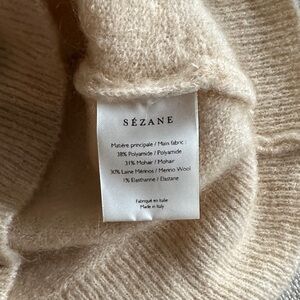 SÉZANE
Matière principale / Main fabric :
38% Polyamide / Polyamide
31% Mohair / Mohair
30% Laine Mérinos / Merino Wool
1% Elasthanne / Elastane
Fabriqué en Italie
Made in Italy